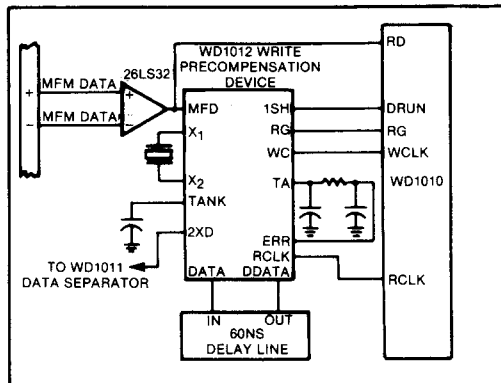 WD1012 WRITE
PRECOMPENSATION
DEVICE
26LS32
RD
MFM DATA
+
+
MFD
1SH
DRUN
MFM DATA
−
−
X1
RG
RG
WC
WCLK
X2
TA
WD1010
TANK
2XD
ERR
RCLK
TO WD1011
DATA SEPARATOR
DATA
DDATA
RCLK
IN
OUT
60NS
DELAY LINE